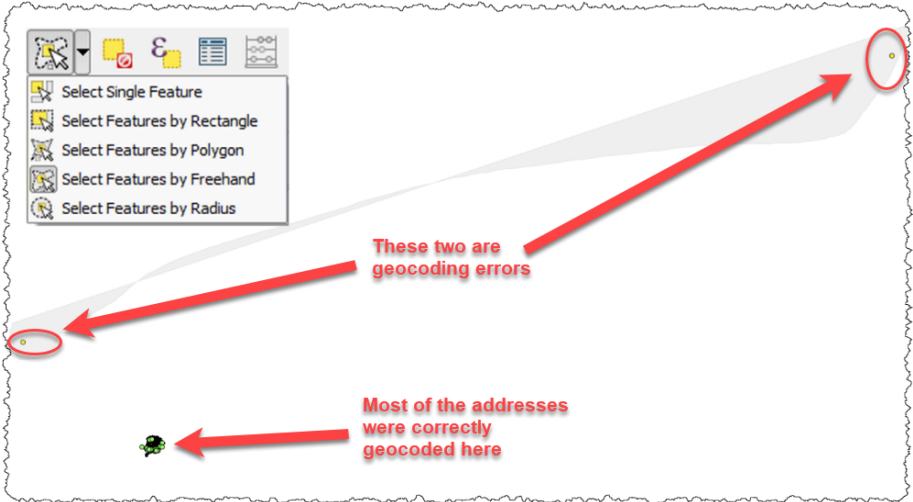 Select Single Feature
Select Features by Rectangle
Select Features by Polygon
Select Features by Freehand
Select Features by Radius
These two are
geocoding errors
Most of the addresses
were correctly
geocoded here